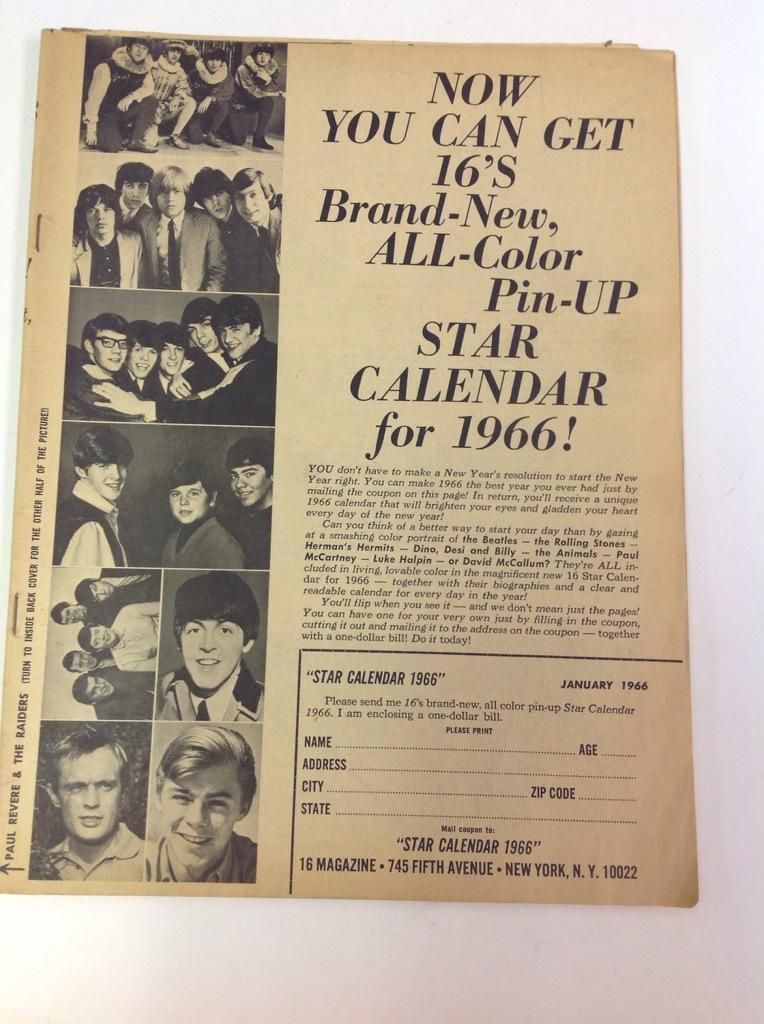 NOW
YOU CAN GET
16'S
Brand-New,
ALL-Color
Pin-UP
STAR
CALENDAR
for 1966!
YOU don't have to make a New Year's resolution to start the New
Year right. You can make 1966 the best year you ever had just by
mailing the coupon on this page! In return, you'll receive a unique
1966 calendar that will brighten your eyes and gladden your heart
every day of the new year!
Can you think of a better way to start your day than by gazing
at a smashing color portrait of the Beatles — the Rolling Stones —
Herman's Hermits — Dino, Desi and Billy — the Animals — Paul
McCartney — Luke Halpin — or David McCallum? They're ALL in-
cluded in living, lovable color in the magnificent new 16 Star Calen-
dar for 1966 — together with their biographies and a clear and
readable calendar for every day in the year!
You'll flip when you see it — and we don't mean just the pages!
You can have one for your very own just by filling in the coupon,
cutting it out and mailing it to the address on the coupon — together
with a one-dollar bill! Do it today!
"STAR CALENDAR 1966"
JANUARY 1966
Please send me 16's brand-new, all color pin-up Star Calendar
1966. I am enclosing a one-dollar bill.
PLEASE PRINT
NAME AGE
ADDRESS
CITY ZIP CODE
STATE
Mail coupon to:
"STAR CALENDAR 1966"
16 MAGAZINE • 745 FIFTH AVENUE • NEW YORK, N. Y. 10022
PAUL REVERE & THE RAIDERS (TURN TO INSIDE BACK COVER FOR THE OTHER HALF OF THE PICTURE!)